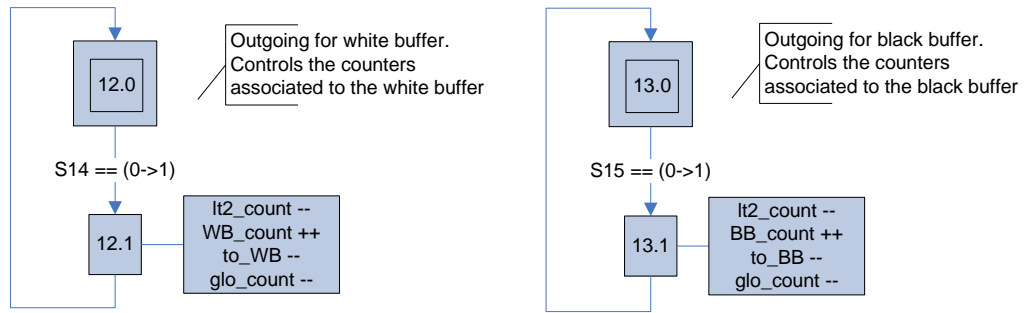 12.0
Outgoing for white buffer.
Controls the counters
associated to the white buffer
S14 == (0->1)
12.1
lt2_count --
WB_count ++
to_WB --
glo_count --
13.0
Outgoing for black buffer.
Controls the counters
associated to the black buffer
S15 == (0->1)
13.1
lt2_count --
BB_count ++
to_BB --
glo_count --